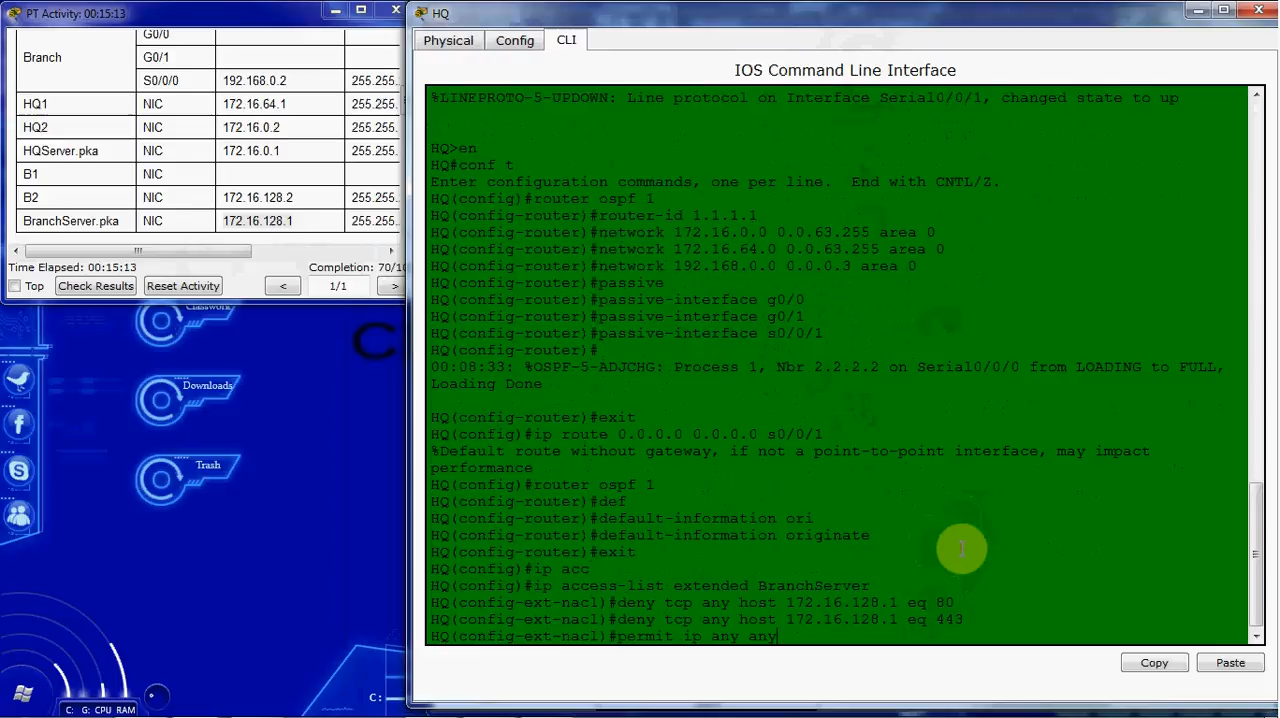 PT Activity: 00:15:13
G0/0
Branch
G0/1
S0/0/0 192.168.0.2 255.255.
HQ1 NIC 172.16.64.1 255.255.
HQ2 NIC 172.16.0.2 255.255.
HQServer.pka NIC 172.16.0.1 255.255.
B1 NIC
B2 NIC 172.16.128.2 255.255.
BranchServer.pka NIC 172.16.128.1 255.255.
Time Elapsed: 00:15:13 Completion: 70/10
Top Check Results Reset Activity < 1/1 >
Classwork
Downloads
Trash
C
C:
C: G: CPU RAM
HQ
Physical Config CLI
IOS Command Line Interface
%LINEPROTO-5-UPDOWN: Line protocol on Interface Serial0/0/1, changed state to up
HQ>en
HQ#conf t
Enter configuration commands, one per line. End with CNTL/Z.
HQ(config)#router ospf 1
HQ(config-router)#router-id 1.1.1.1
HQ(config-router)#network 172.16.0.0 0.0.63.255 area 0
HQ(config-router)#network 172.16.64.0 0.0.63.255 area 0
HQ(config-router)#network 192.168.0.0 0.0.0.3 area 0
HQ(config-router)#passive
HQ(config-router)#passive-interface g0/0
HQ(config-router)#passive-interface g0/1
HQ(config-router)#passive-interface s0/0/1
HQ(config-router)#
00:08:33: %OSPF-5-ADJCHG: Process 1, Nbr 2.2.2.2 on Serial0/0/0 from LOADING to FULL,
Loading Done
HQ(config-router)#exit
HQ(config)#ip route 0.0.0.0 0.0.0.0 s0/0/1
%Default route without gateway, if not a point-to-point interface, may impact
performance
HQ(config)#router ospf 1
HQ(config-router)#def
HQ(config-router)#default-information ori
HQ(config-router)#default-information originate
HQ(config-router)#exit
HQ(config)#ip acc
HQ(config)#ip access-list extended BranchServer
HQ(config-ext-nacl)#deny tcp any host 172.16.128.1 eq 80
HQ(config-ext-nacl)#deny tcp any host 172.16.128.1 eq 443
HQ(config-ext-nacl)#permit ip any any
Copy Paste